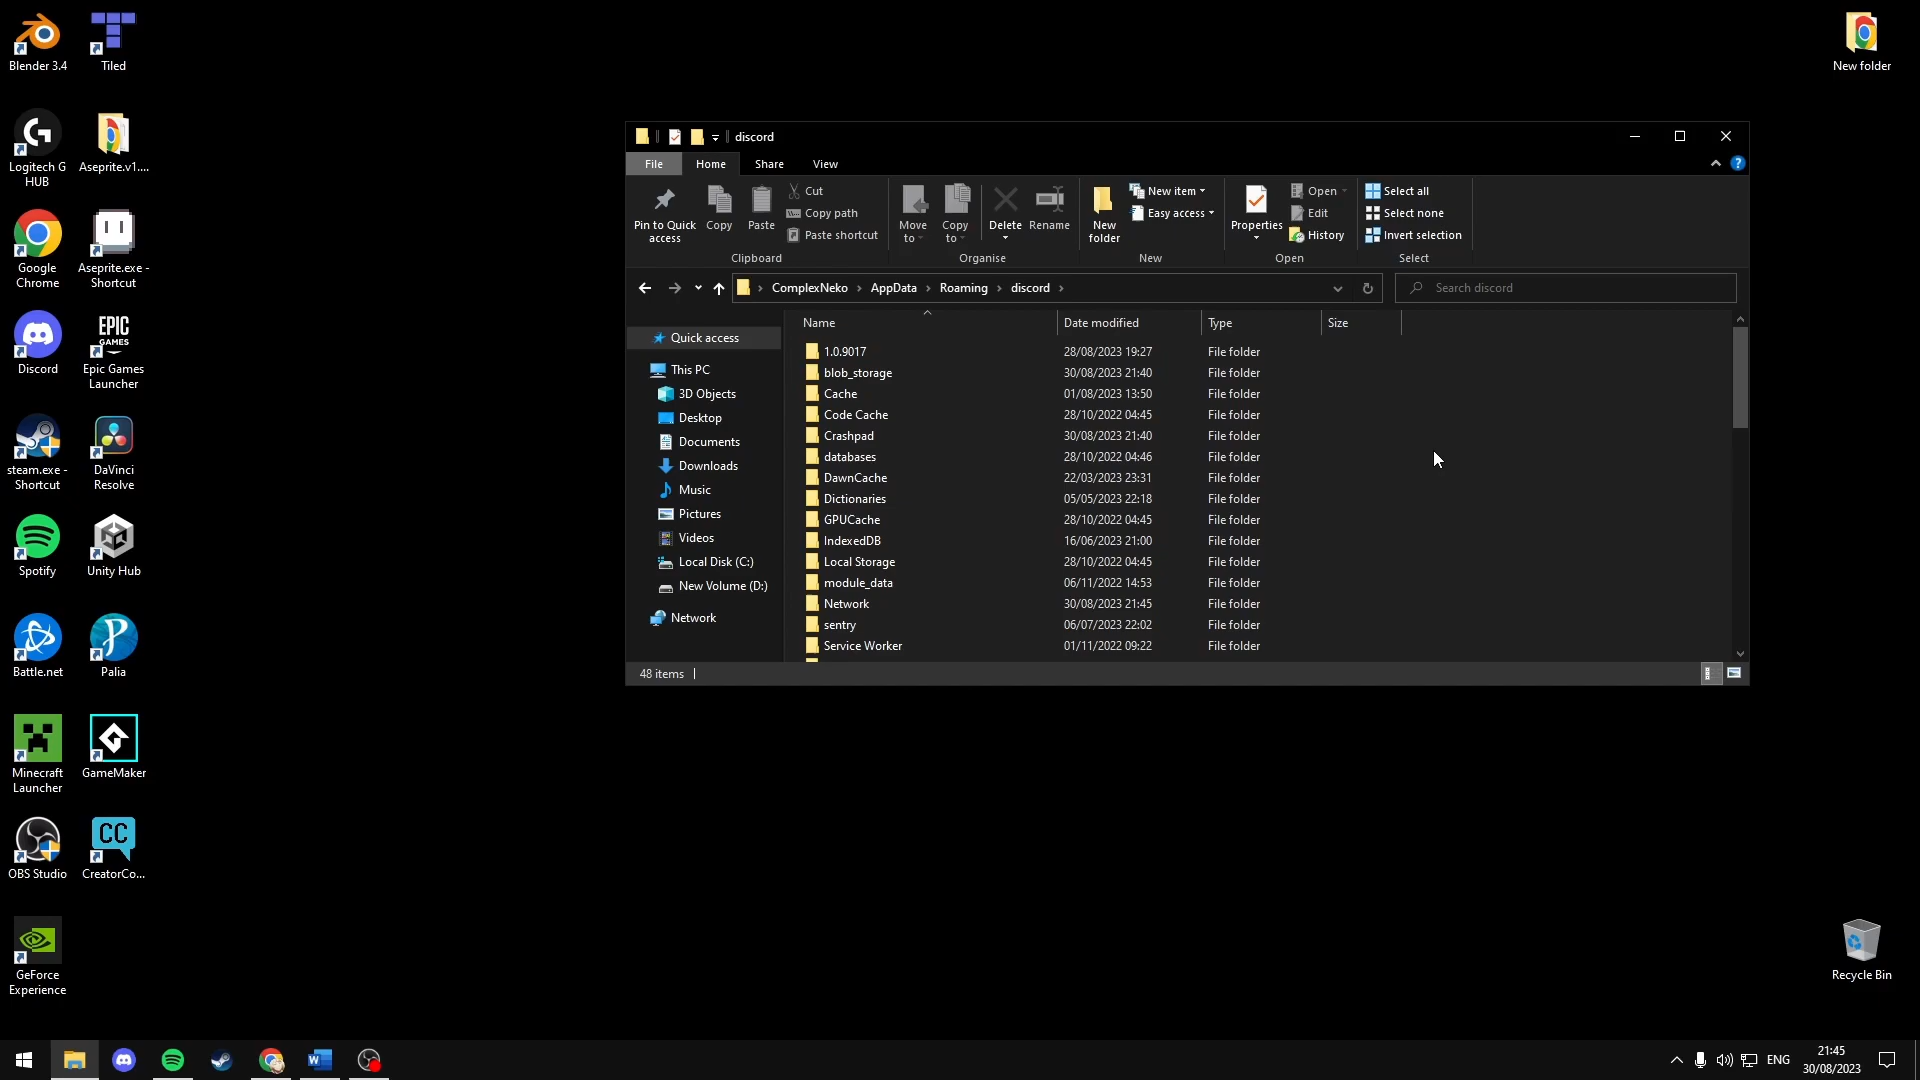 Blender 3.4
Tiled
New folder
Logitech G
HUB
Aseprite.v1....
Google
Chrome
Aseprite.exe -
Shortcut
Discord
EPIC
GAMES
Epic Games
Launcher
steam.exe -
Shortcut
DaVinci
Resolve
Spotify
Unity Hub
Battle.net
Palia
Minecraft
Launcher
GameMaker
OBS Studio
CC
CreatorCo...
GeForce
Experience
Recycle Bin
discord
File
Home
Share
View
Pin to Quick
access
Copy
Paste
Cut
Copy path
Paste shortcut
Clipboard
Move
to
Copy
to
Delete
Rename
Organise
New
folder
New item
Easy access
New
Properties
Open
Edit
History
Open
Select all
Select none
Invert selection
Select
ComplexNeko › AppData › Roaming › discord ›
Search discord
Quick access
This PC
3D Objects
Desktop
Documents
Downloads
Music
Pictures
Videos
Local Disk (C:)
New Volume (D:)
Network
Name Date modified Type Size
1.0.9017 28/08/2023 19:27 File folder
blob_storage 30/08/2023 21:40 File folder
Cache 01/08/2023 13:50 File folder
Code Cache 28/10/2022 04:45 File folder
Crashpad 30/08/2023 21:40 File folder
databases 28/10/2022 04:46 File folder
DawnCache 22/03/2023 23:31 File folder
Dictionaries 05/05/2023 22:18 File folder
GPUCache 28/10/2022 04:45 File folder
IndexedDB 16/06/2023 21:00 File folder
Local Storage 28/10/2022 04:45 File folder
module_data 06/11/2022 14:53 File folder
Network 30/08/2023 21:45 File folder
sentry 06/07/2023 22:02 File folder
Service Worker 01/11/2022 09:22 File folder
48 items
ENG
21:45
30/08/2023